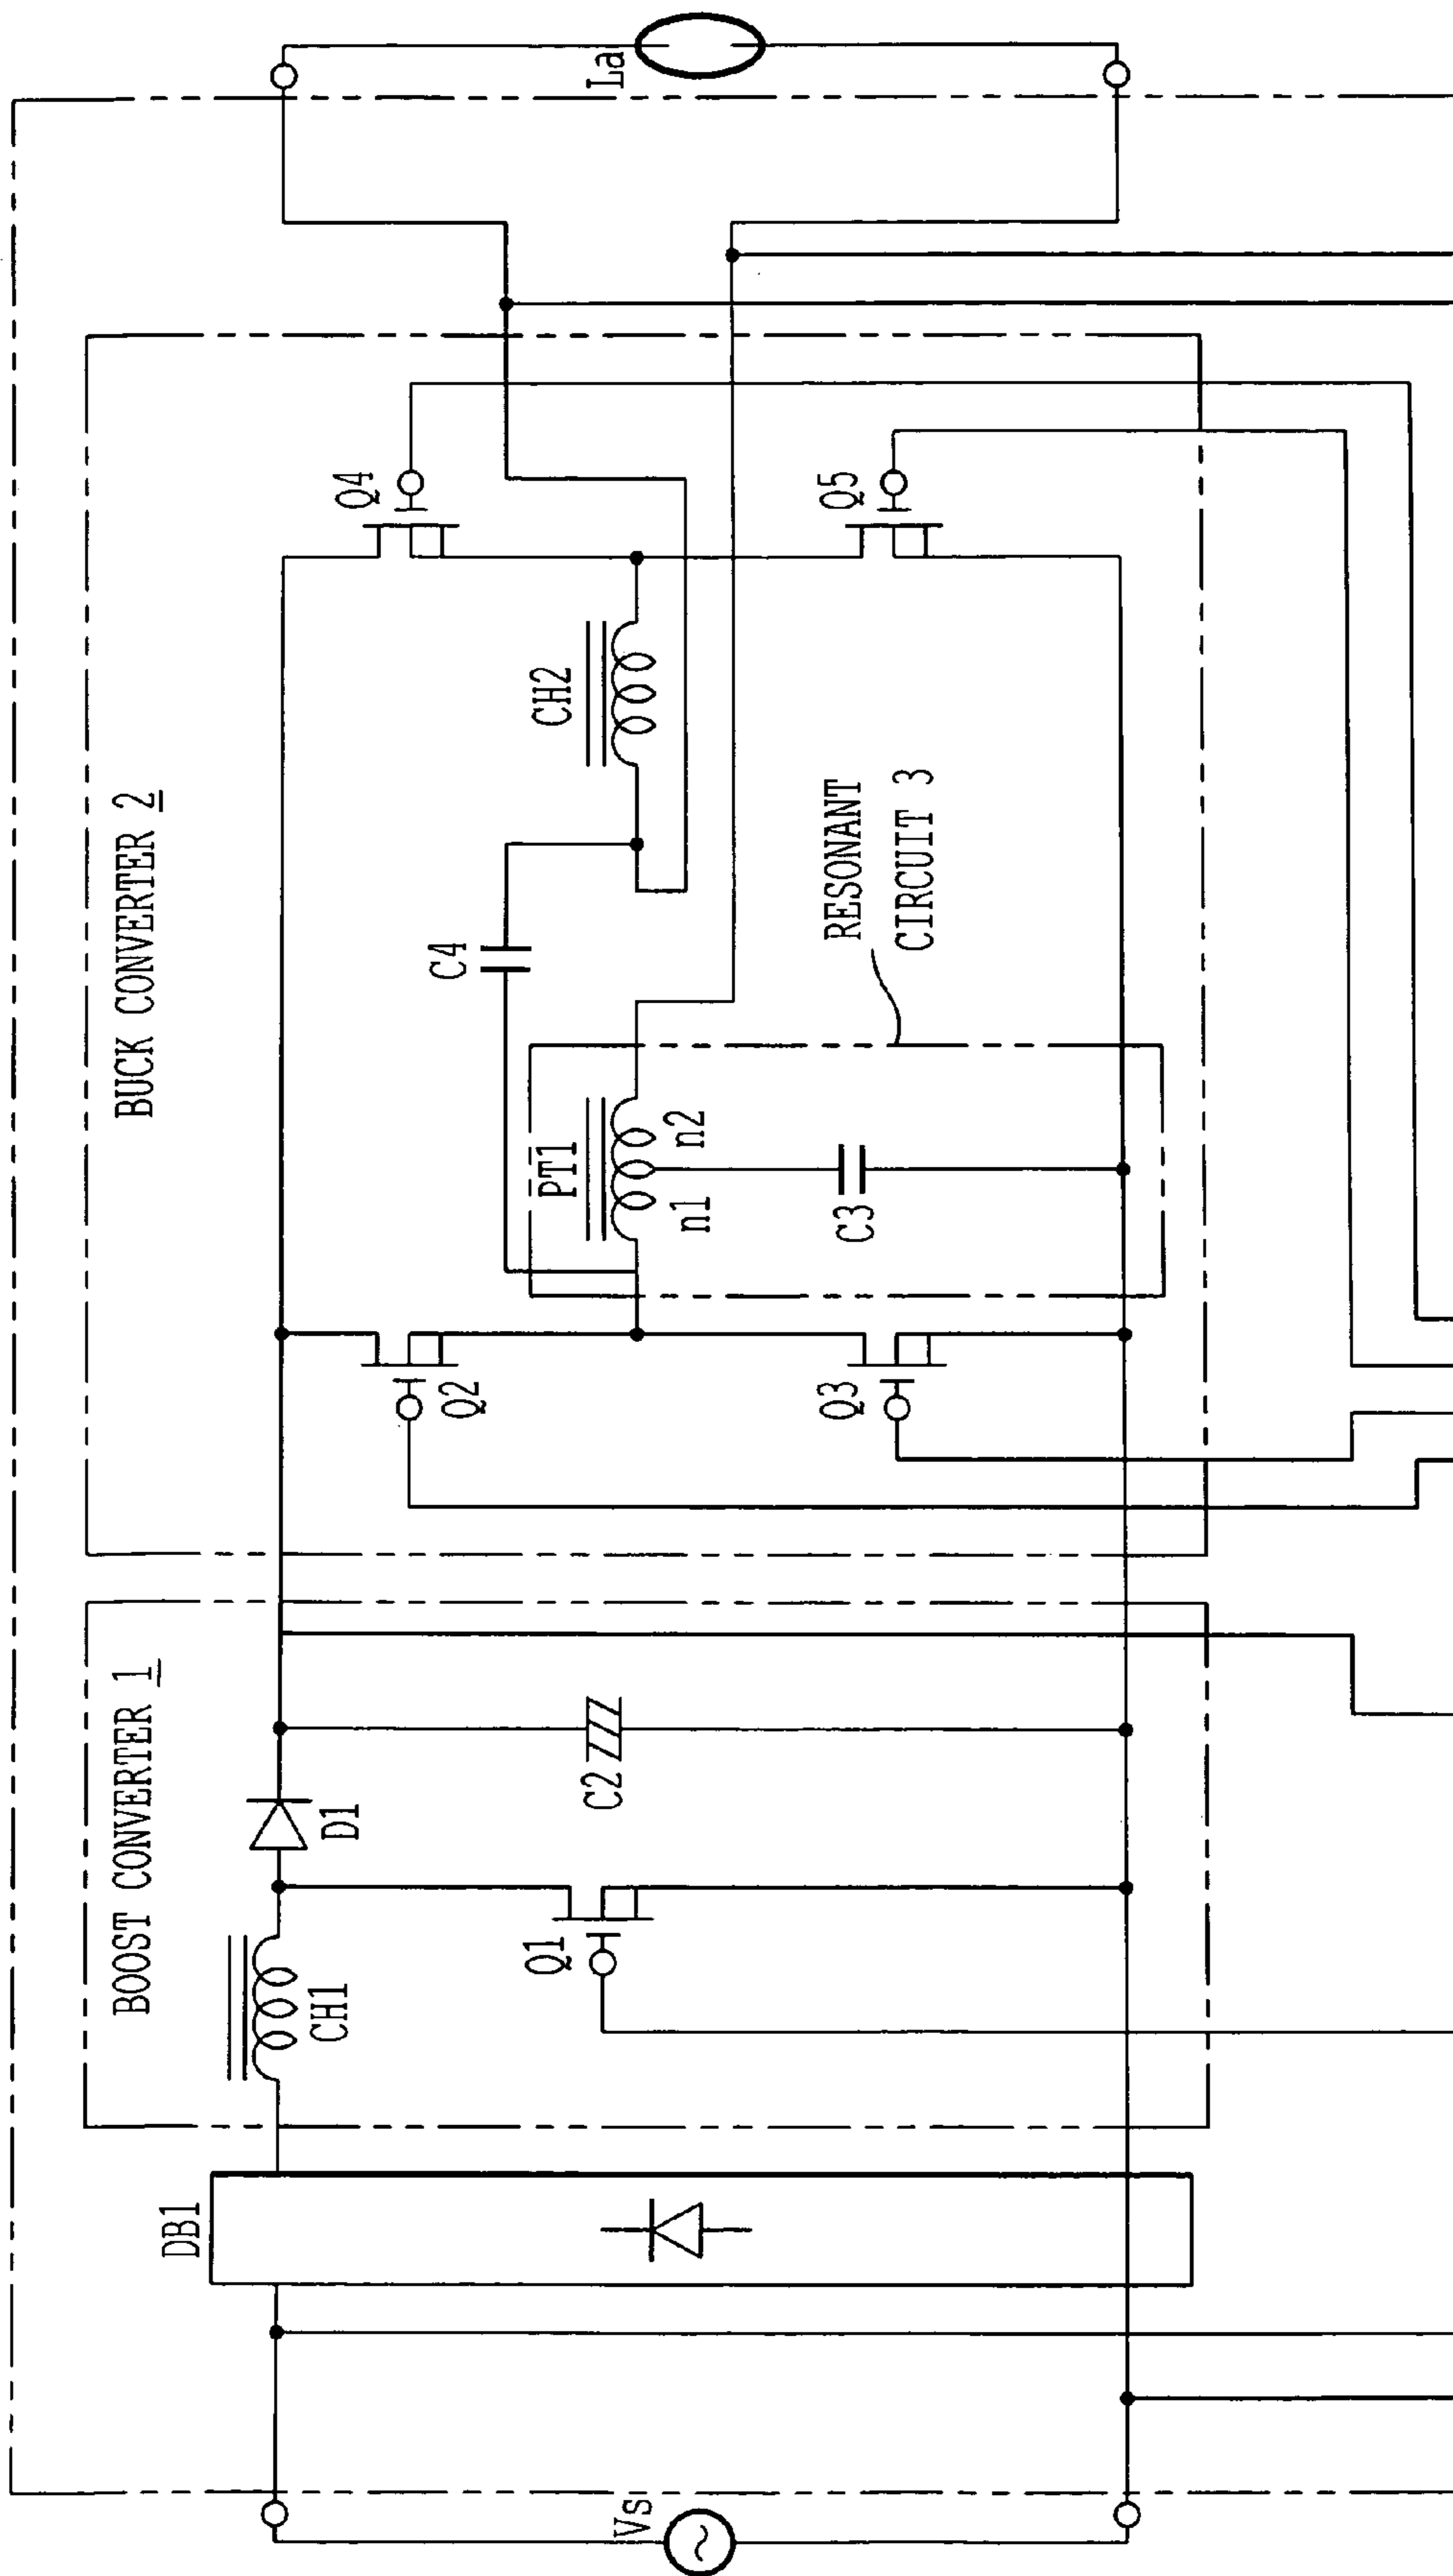 BOOST CONVERTER 1
BUCK CONVERTER 2
DB1
CH1
D1
Q1
C2
Vs
Q2
Q3
C4
PT1
n1
n2
C3
RESONANT
CIRCUIT 3
CH2
Q4
Q5
La